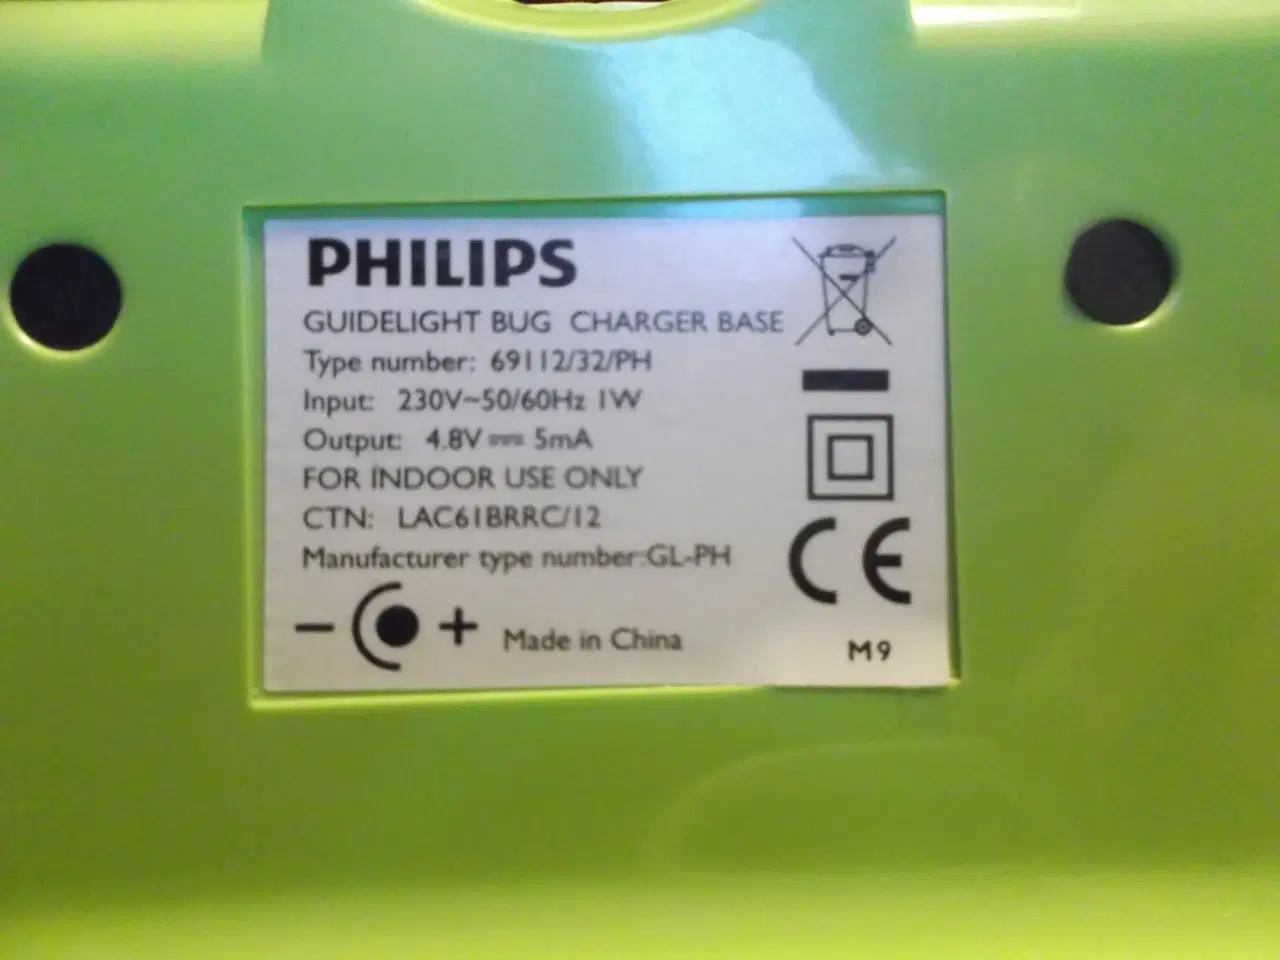 PHILIPS
GUIDELIGHT BUG CHARGER BASE
Type number: 69112/32/PH
Input: 230V~50/60Hz 1W
Output: 4.8V ⎓ 5mA
FOR INDOOR USE ONLY
CTN: LAC61BRRC/12
Manufacturer type number:GL-PH
− +
Made in China
CE
M9